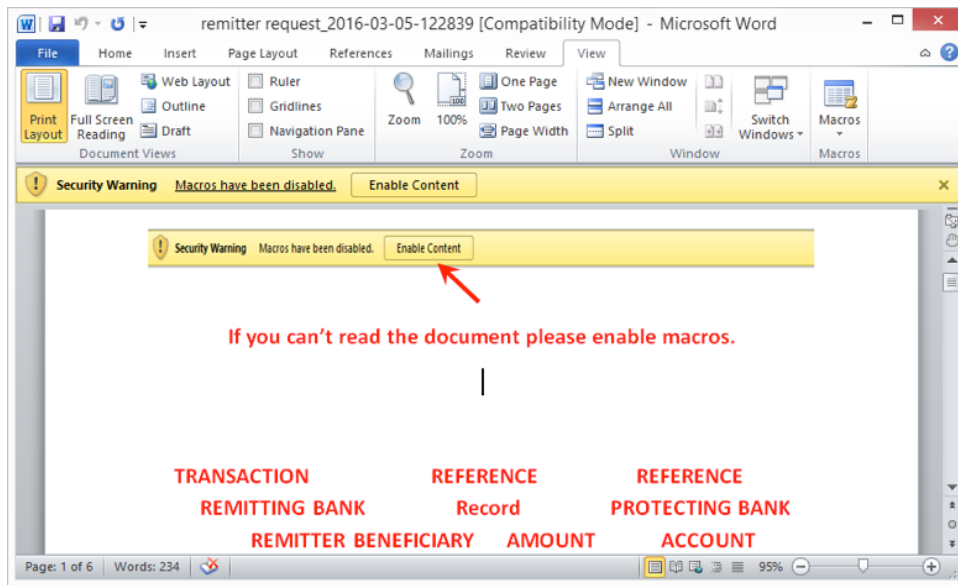 remitter request_2016-03-05-122839 [Compatibility Mode] - Microsoft Word
File Home Insert Page Layout References Mailings Review View
Print Layout
Full Screen Reading
Web Layout
Outline
Draft
Document Views
Ruler
Gridlines
Navigation Pane
Show
Zoom
100%
One Page
Two Pages
Page Width
Zoom
New Window
Arrange All
Split
Switch Windows
Window
Macros
Macros
Security Warning Macros have been disabled. Enable Content
Security Warning Macros have been disabled. Enable Content
If you can’t read the document please enable macros.
TRANSACTION REFERENCE REFERENCE
REMITTING BANK Record PROTECTING BANK
REMITTER BENEFICIARY AMOUNT ACCOUNT
Page: 1 of 6 Words: 234 95%